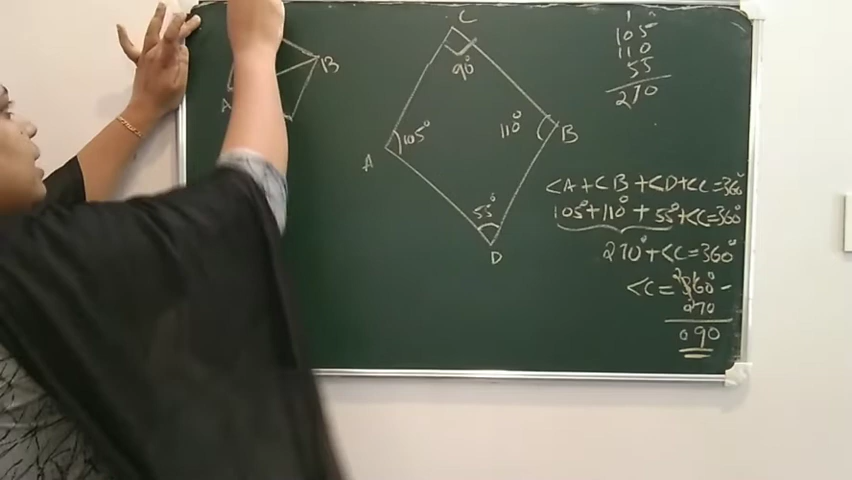 B
A
C
90°
A
105°
110°
B
55°
D
1
105
110
55
270
<A+<B+<D+<C=360°
105°+110°+55°+<C=360°
270°+<C=360°
<C=360°-
270
090